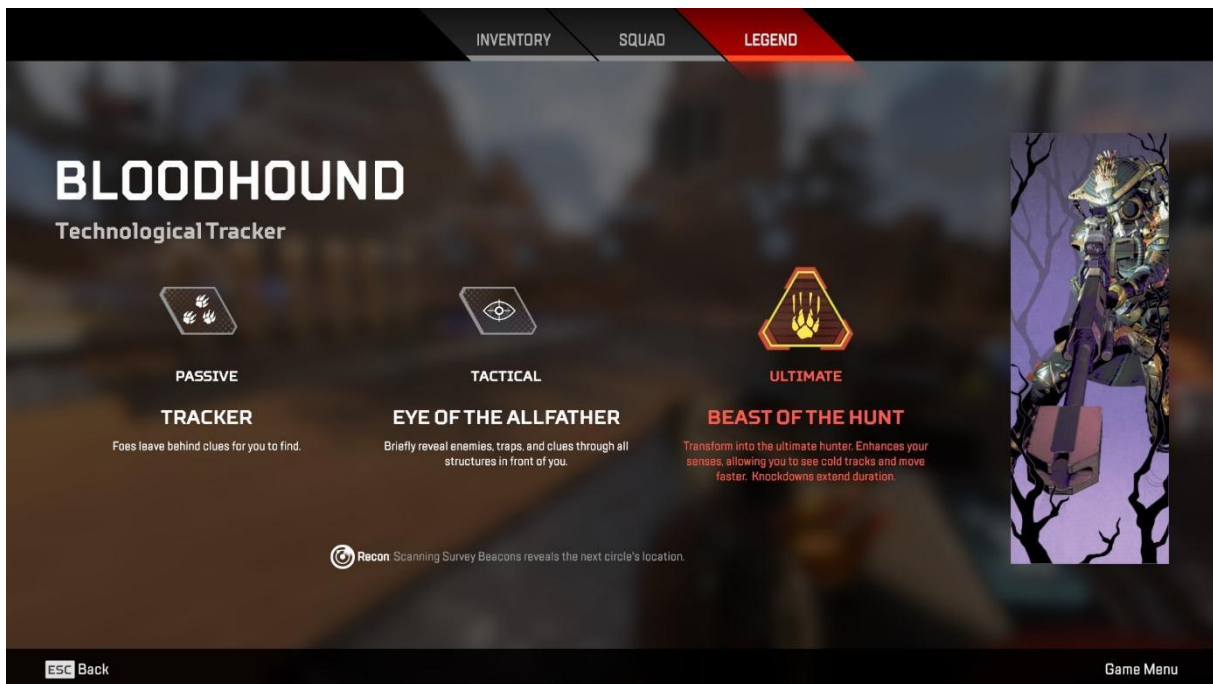 INVENTORY
SQUAD
LEGEND
BLOODHOUND
Technological Tracker
PASSIVE
TRACKER
Foes leave behind clues for you to find.
TACTICAL
EYE OF THE ALLFATHER
Briefly reveal enemies, traps, and clues through all
structures in front of you.
ULTIMATE
BEAST OF THE HUNT
Transform into the ultimate hunter. Enhances your
senses, allowing you to see cold tracks and move
faster. Knockdowns extend duration.
Recon: Scanning Survey Beacons reveals the next circle's location.
ESC Back
Game Menu